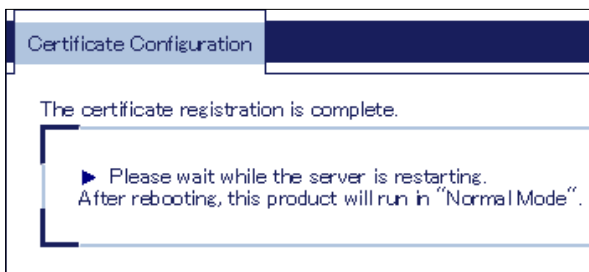 Certificate Configuration
The certificate registration is complete.
► Please wait while the server is restarting.
After rebooting, this product will run in "Normal Mode".